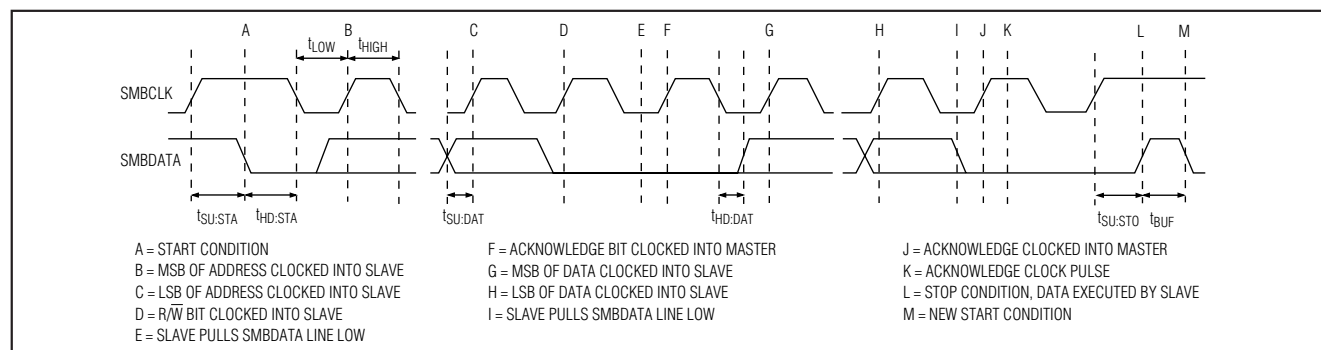 A B C D E F G H I J K L M
tLOW tHIGH
SMBCLK
SMBDATA
tSU:STA tHD:STA tSU:DAT tHD:DAT tSU:STO tBUF
A = START CONDITION
B = MSB OF ADDRESS CLOCKED INTO SLAVE
C = LSB OF ADDRESS CLOCKED INTO SLAVE
D = R/W̅ BIT CLOCKED INTO SLAVE
E = SLAVE PULLS SMBDATA LINE LOW
F = ACKNOWLEDGE BIT CLOCKED INTO MASTER
G = MSB OF DATA CLOCKED INTO SLAVE
H = LSB OF DATA CLOCKED INTO SLAVE
I = SLAVE PULLS SMBDATA LINE LOW
J = ACKNOWLEDGE CLOCKED INTO MASTER
K = ACKNOWLEDGE CLOCK PULSE
L = STOP CONDITION, DATA EXECUTED BY SLAVE
M = NEW START CONDITION